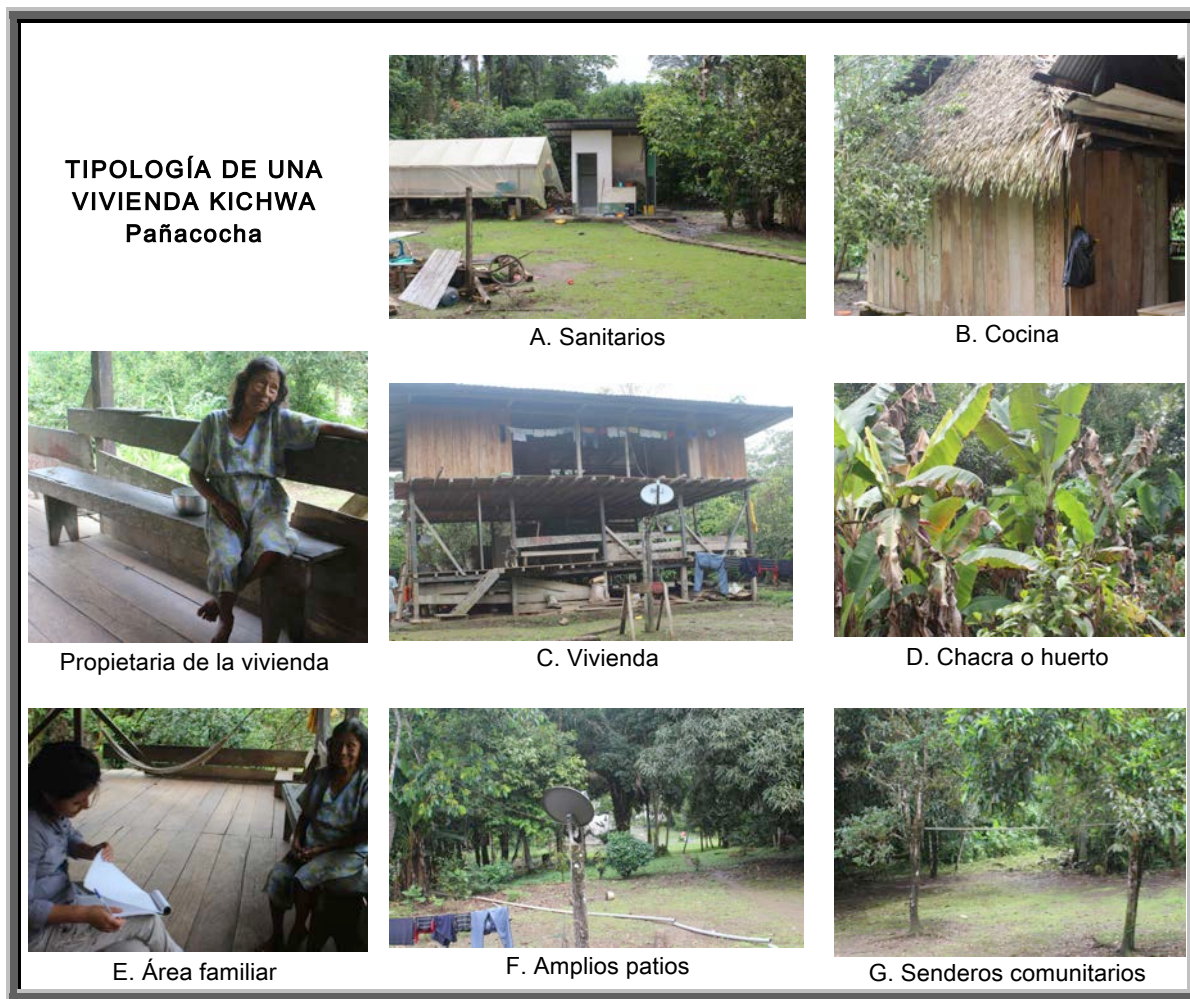 TIPOLOGÍA DE UNA
VIVIENDA KICHWA
Pañacocha
A. Sanitarios
B. Cocina
Propietaria de la vivienda
C. Vivienda
D. Chacra o huerto
E. Área familiar
F. Amplios patios
G. Senderos comunitarios